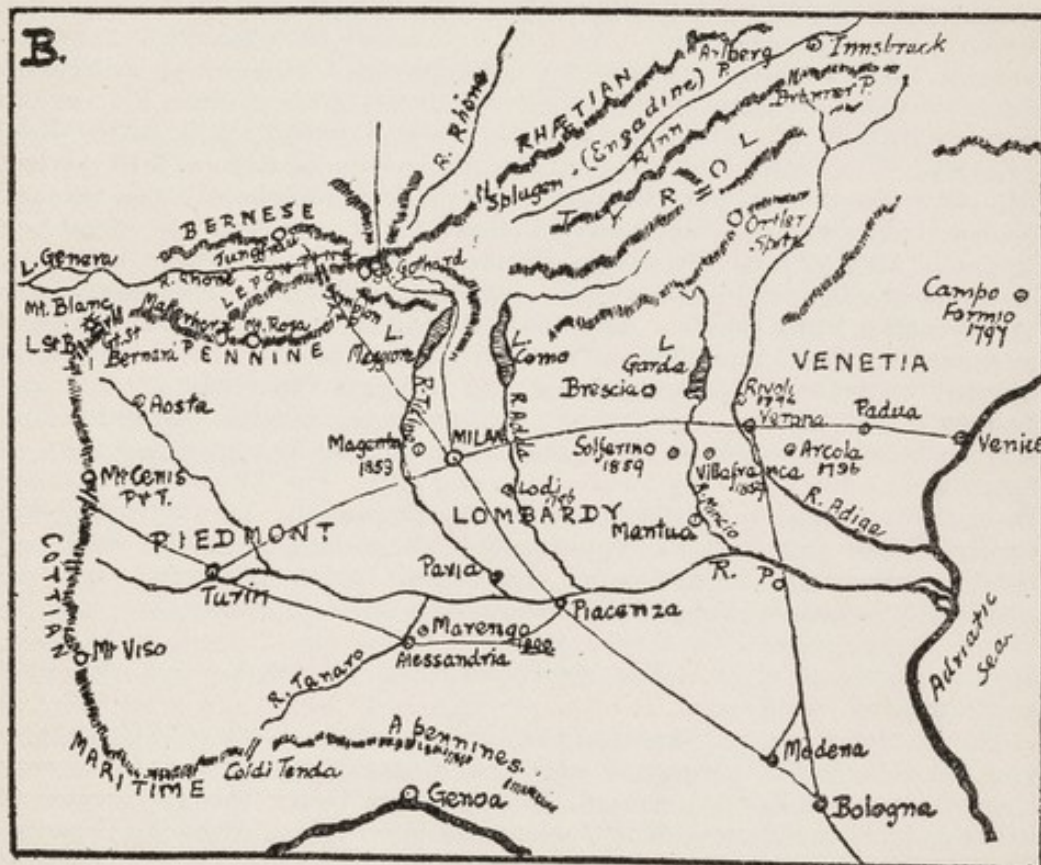 B.
Innsbruck
Arlberg P.
Brenner P.
RHÆTIAN
(Engadine)
R. Inn
R. Rhône
Splugen
TYROL
Ortler
BERNESE
Jungfrau
L. Geneva
R. Rhone
LEPONTINE
St. Gothard
Simplon
Mt. Blanc
Matterhorn
Mt. Rosa
L St. B.
Gt. St
Bernard P
PENNINE
L.
Maggiore
L.
Como
L
Garda
Campo
Formio
1797
VENETIA
Brescia
Rivoli
Aosta
R. Ticino
R. Adda
Verona
Padua
Venice
Magenta
1859
MILAN
Solferino
1859
Villafranca
1859
Arcola
1796
Mt. Cenis
P & T.
Lodi
1796
LOMBARDY
R. Mincio
Mantua
R. Adige
PIEDMONT
Turin
Pavia
R. Po
Piacenza
COTIAN
Mt. Viso
Marengo
1800
Alessandria
R. Tanaro
Adriatic
Sea.
Apennines.
MARITIME
Col di Tenda
Modena
Genoa
Bologna